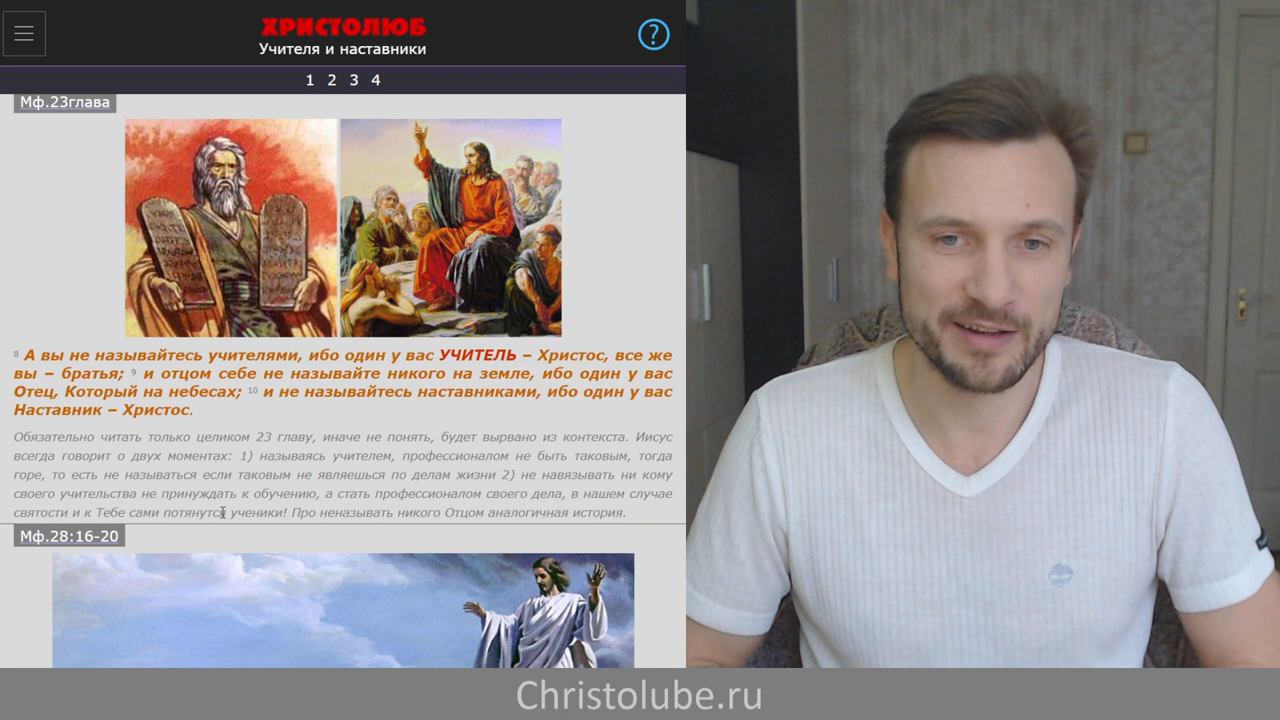 ХРИСТОЛЮБ
Учителя и наставники
?
1 2 3 4
Мф.23глава
8 А вы не называйтесь учителями, ибо один у вас УЧИТЕЛЬ – Христос, все же
вы – братья; 9 и отцом себе не называйте никого на земле, ибо один у вас
Отец, Который на небесах; 10 и не называйтесь наставниками, ибо один у вас
Наставник – Христос.
Обязательно читать только целиком 23 главу, иначе не понять, будет вырвано из контекста. Иисус
всегда говорит о двух моментах: 1) называясь учителем, профессионалом не быть таковым, тогда
горе, то есть не называться если таковым не являешься по делам жизни 2) не навязывать ни кому
своего учительства не принуждать к обучению, а стать профессионалом своего дела, в нашем случае
святости и к Тебе сами потянутся ученики! Про неназывать никого Отцом аналогичная история.
Мф.28:16-20
Christolube.ru